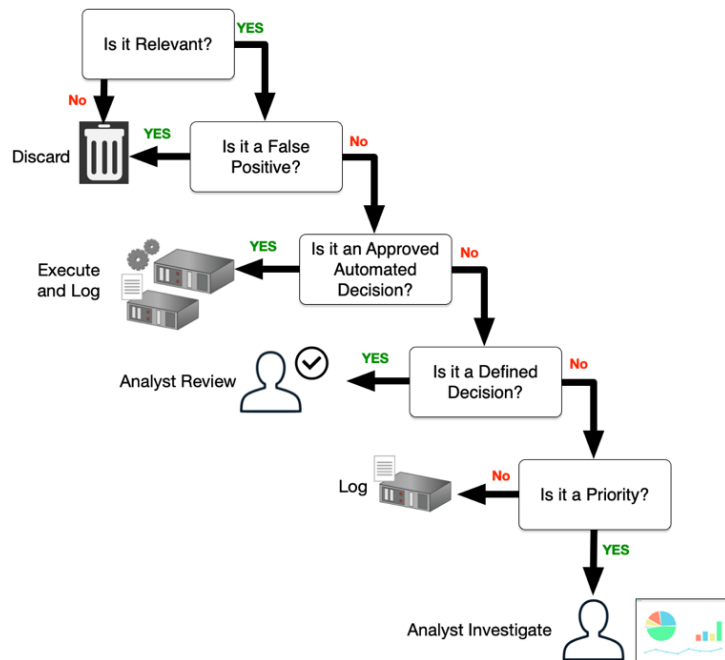 Is it Relevant?
YES
No
Discard
YES
Is it a False
Positive?
No
Execute
and Log
YES
Is it an Approved
Automated
Decision?
No
Analyst Review
YES
Is it a Defined
Decision?
No
Log
No
Is it a Priority?
YES
Analyst Investigate